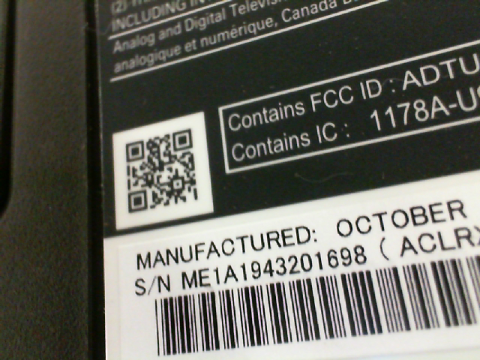 INCLUDING IN
Analog and Digital Televis
analogique et numérique, Canada
Contains FCC ID : ADTU
Contains IC : 1178A-U
MANUFACTURED: OCTOBER
S/N ME1A1943201698 ( ACLRX